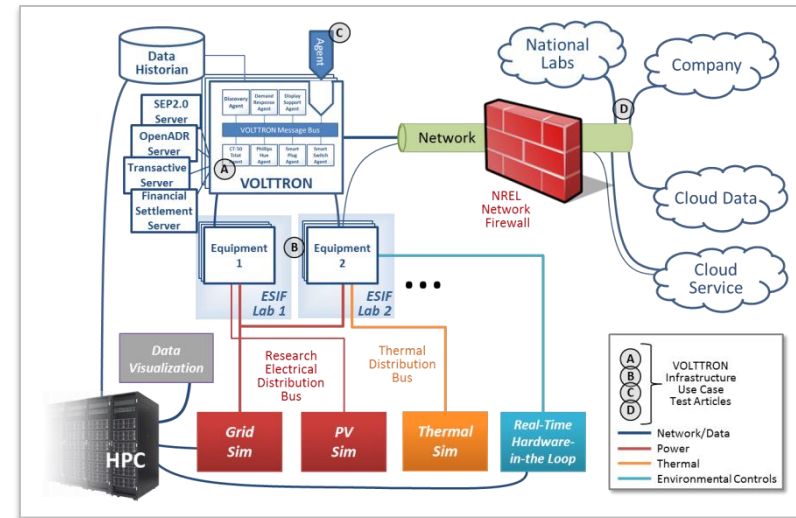 Data
Historian
SEP2.0
Server
OpenADR
Server
Transactive
Server
Financial
Settlement
Server
C
Agent
Discovery
Agent
Demand
Response
Agent
Display
Support
Agent
VOLTTRON Message Bus
CT-50
Tstat
Agent
Phillips
Hue
Agent
Smart
Plug
Agent
Smart
Switch
Agent
A
VOLTTRON
Network
NREL
Network
Firewall
National
Labs
Company
D
Cloud Data
Cloud
Service
Equipment
1
B
Equipment
2
...
ESIF
Lab 1
ESIF
Lab 2
Data
Visualization
Research
Electrical
Distribution
Bus
Thermal
Distribution
Bus
HPC
Grid
Sim
PV
Sim
Thermal
Sim
Real-Time
Hardware-
in-the Loop
A
B
C
D
VOLTTRON
Infrastructure
Use Case
Test Articles
Network/Data
Power
Thermal
Environmental Controls